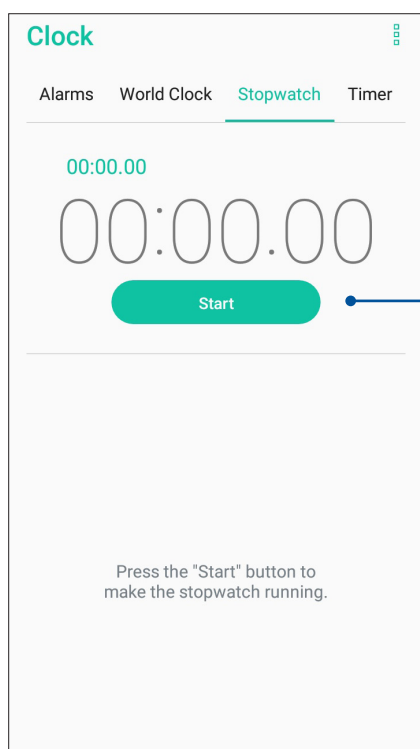 Clock
Alarms World Clock Stopwatch Timer
00:00.00
00:00.00
Start
Press the "Start" button to
make the stopwatch running.